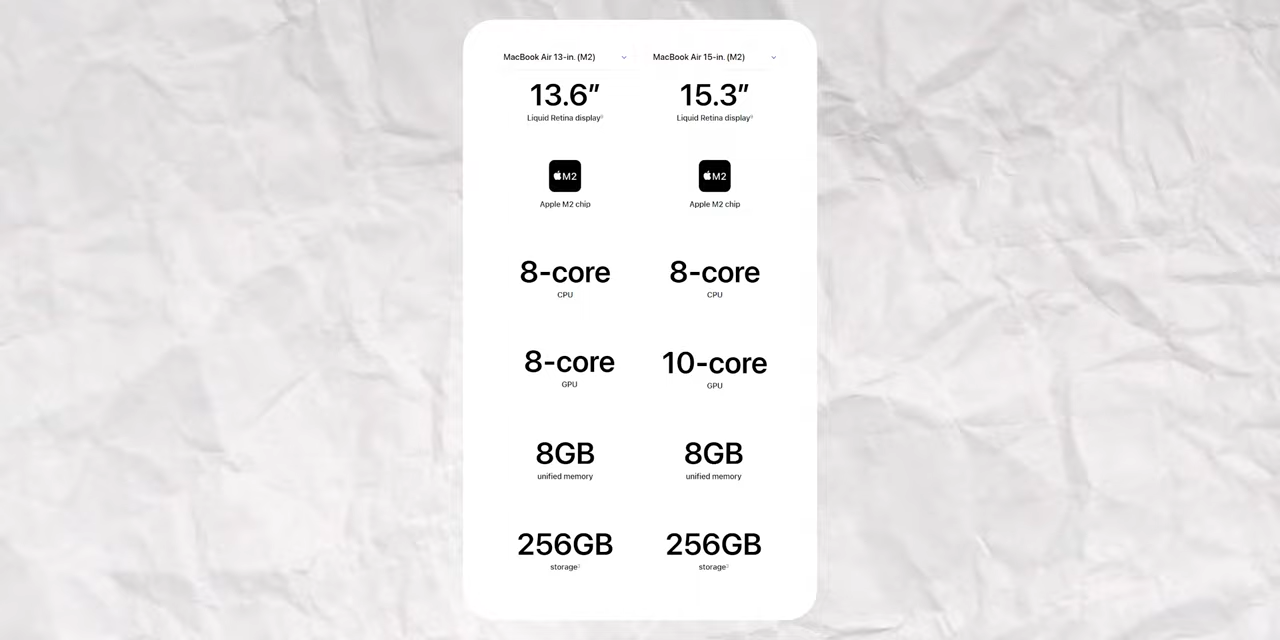 MacBook Air 13-in. (M2) MacBook Air 15-in. (M2)
13.6” 15.3”
Liquid Retina display Liquid Retina display
M2 M2
Apple M2 chip Apple M2 chip
8-core 8-core
CPU CPU
8-core 10-core
GPU GPU
8GB 8GB
unified memory unified memory
256GB 256GB
storage storage